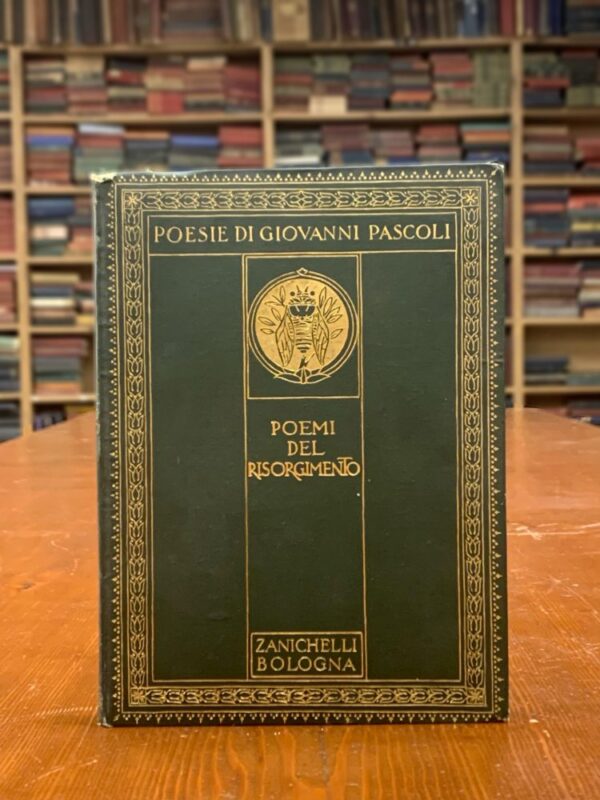 POESIE DI GIOVANNI PASCOLI
POEMI
DEL
RISORGIMENTO
ZANICHELLI
BOLOGNA